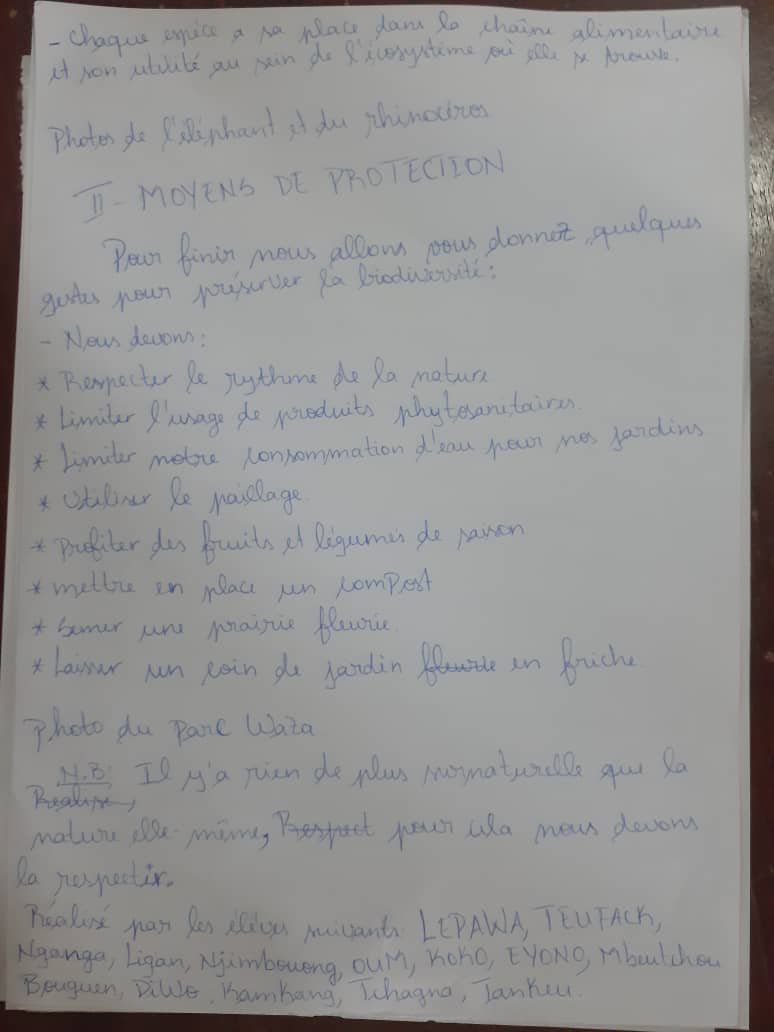 - Chaque espèce a sa place dans la chaîne alimentaire
et son utilité au sein de l'écosystème où elle se trouve.
Photos de l'éléphant et du rhinocéros
II - MOYENS DE PROTECTION
Pour finir nous allons vous donnez quelques
gestes pour préserver la biodiversité :
- Nous devons :
* Respecter le rythme de la nature
* Limiter l'usage de produits phytosanitaires.
* Limiter notre consommation d'eau pour nos jardins
* Utiliser le paillage.
* Profiter des fruits et légumes de saison
* mettre en place un comPost
* Semer une prairie fleurie.
* Laisser un coin de jardin fleurie en friche.
Photo du Parc Waza
N.B: Il y'a rien de plus surnaturelle que la
Réalisé,
nature elle-même, Respect pour cela nous devons
la respectir.
Réalisé par les élèves suivants : LEPAWA, TEUFACK,
Nganga, Ligan, Njimbouong, OUM, KOKO, EYONO, Mbeutchou
Bouguen, DiWo, Kamkang, Tchagna, Tankeu.